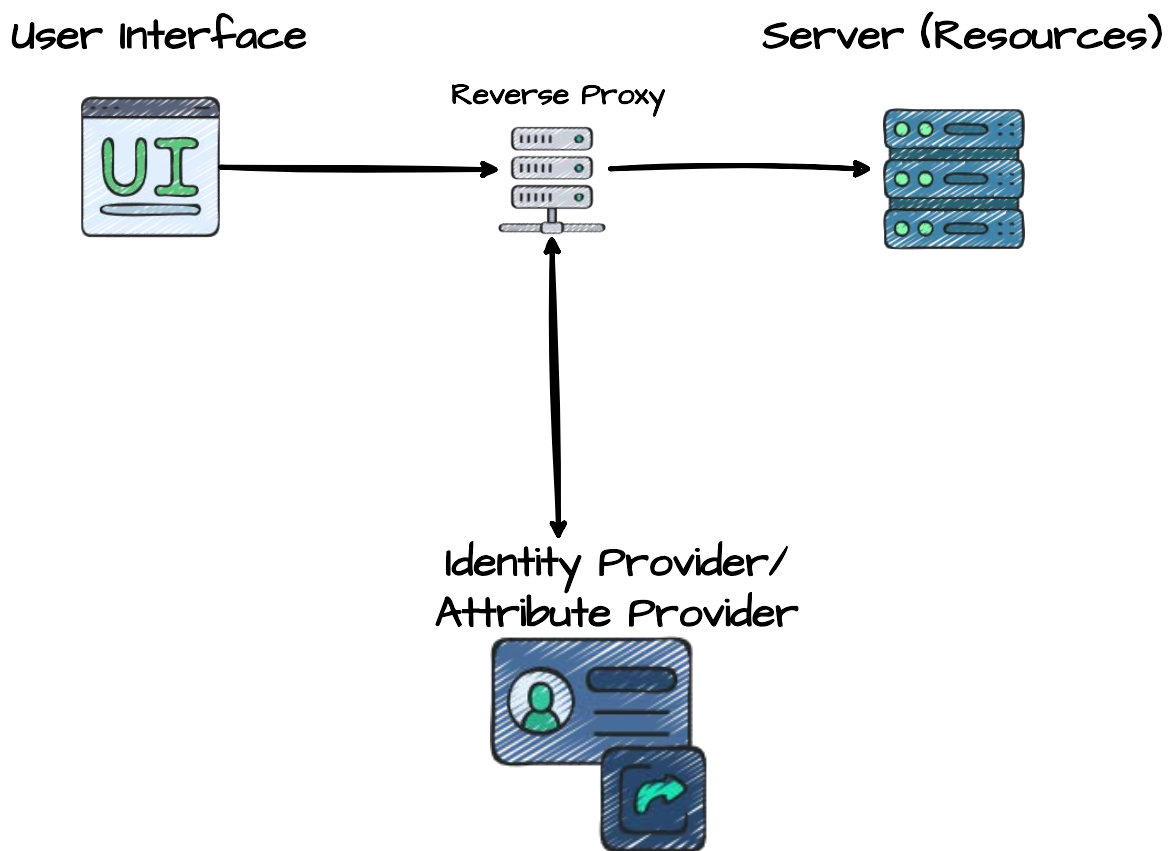 User Interface
Server (Resources)
Reverse Proxy
UI
Identity Provider/
Attribute Provider